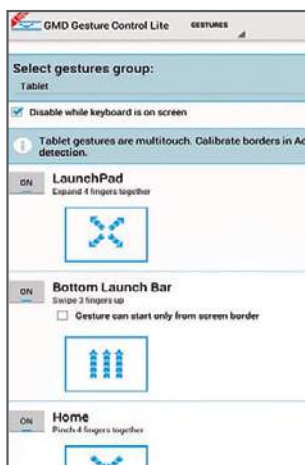 GMD Gesture Control Lite GESTURES
Select gestures group:
Tablet
Disable while keyboard is on screen
Tablet gestures are multitouch. Calibrate borders in Ad
detection.
ON LaunchPad
Expand 4 fingers together
ON Bottom Launch Bar
Swipe 3 fingers up
Gesture can start only from screen border
ON Home
Pinch 4 fingers together